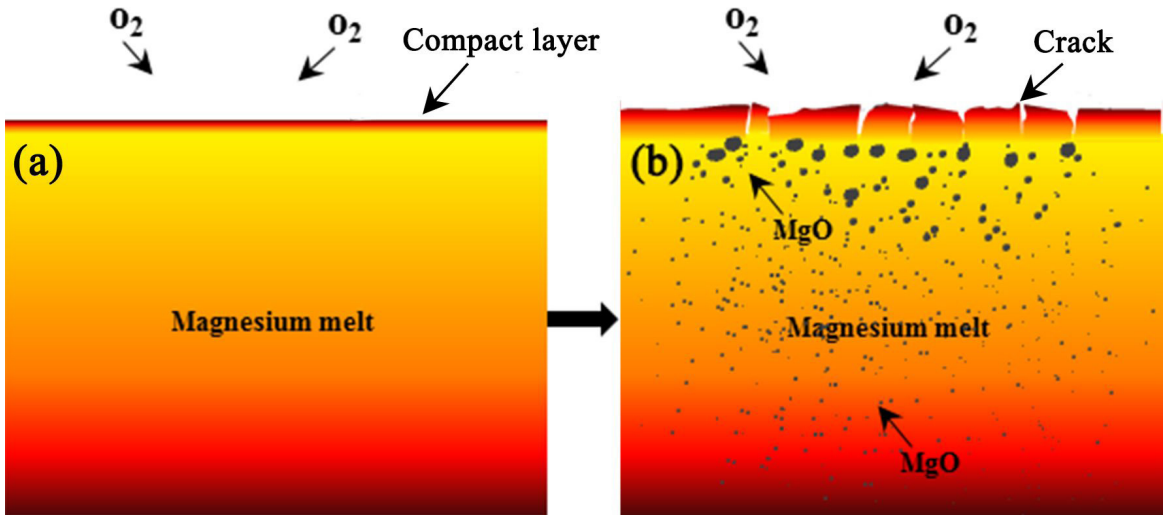 O₂
O₂
Compact layer
(a)
Magnesium melt
O₂
O₂
Crack
(b)
MgO
Magnesium melt
MgO